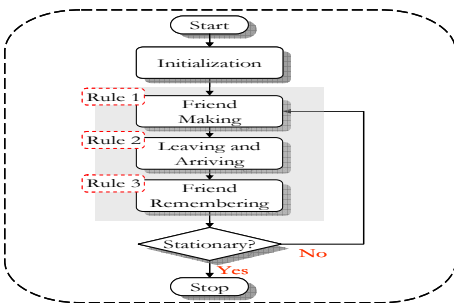 Start
Initialization
Rule 1
Friend
Making
Rule 2
Leaving and
Arriving
Rule 3
Friend
Remembering
Stationary?
No
Yes
Stop